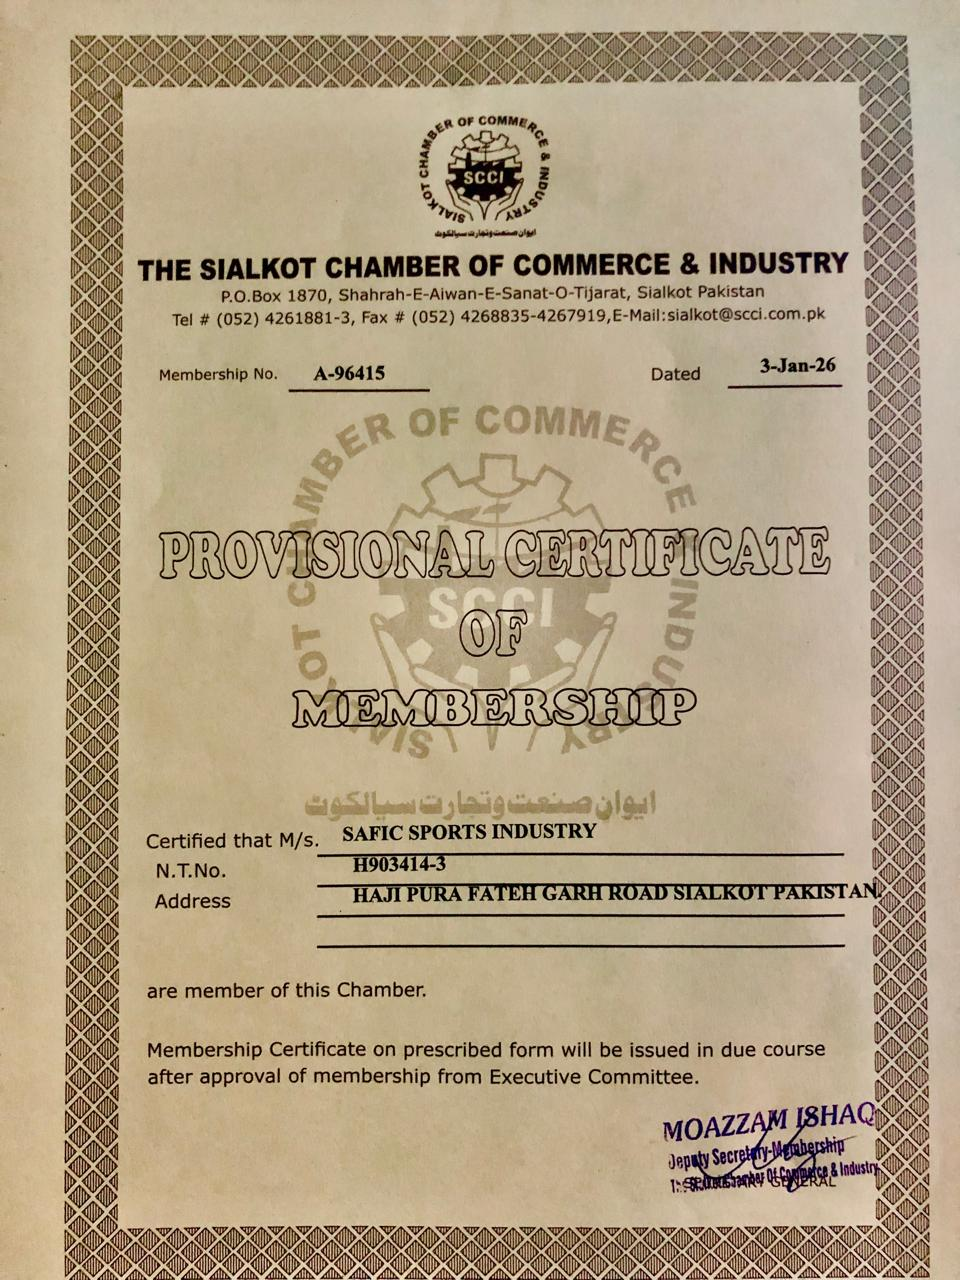 SIALKOT CHAMBER OF COMMERCE & INDUSTRY
SCCI
ایوان صنعت وتجارت سیالکوٹ
THE SIALKOT CHAMBER OF COMMERCE & INDUSTRY
P.O.Box 1870, Shahrah-E-Aiwan-E-Sanat-O-Tijarat, Sialkot Pakistan
Tel # (052) 4261881-3, Fax # (052) 4268835-4267919,E-Mail:sialkot@scci.com.pk
Membership No. A-96415 Dated 3-Jan-26
SIALKOT CHAMBER OF COMMERCE & INDUSTRY
PROVISIONAL CERTIFICATE
SCCI
OF
MEMBERSHIP
ایوان صنعت وتجارت سیالکوٹ
Certified that M/s. SAFIC SPORTS INDUSTRY
N.T.No. H903414-3
Address HAJI PURA FATEH GARH ROAD SIALKOT PAKISTAN.
are member of this Chamber.
Membership Certificate on prescribed form will be issued in due course
after approval of membership from Executive Committee.
MOAZZAM ISHAQ
Deputy Secretary-Membership
Sialkot Chamber Of Commerce & Industry
SECRETARY GENERAL